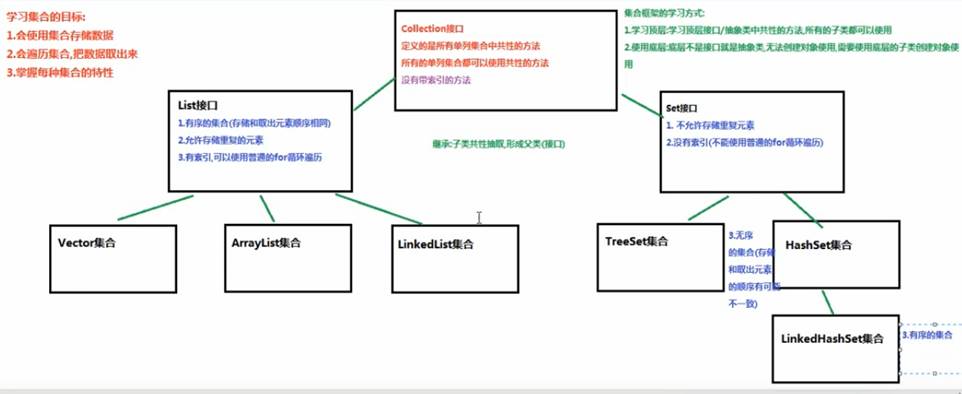 学习集合的目标:
1.会使用集合存储数据
2.会遍历集合,把数据取出来
3.掌握每种集合的特性
Collection接口
定义的是所有单列集合中共性的方法
所有的单列集合都可以使用共性的方法
没有带索引的方法
集合框架的学习方式:
1.学习顶层:学习顶层接口/抽象类中共性的方法,所有的子类都可以使用
2.使用底层:底层不是接口就是抽象类,无法创建对象使用,需要使用底层的子类创建对象使
用
List接口
1.有序的集合(存储和取出元素顺序相同)
2.允许存储重复的元素
3.有索引,可以使用普通的for循环遍历
继承:子类共性抽取,形成父类(接口)
Set接口
1. 不允许存储重复元素
2.没有索引(不能使用普通的for循环遍历)
Vector集合
ArrayList集合
LinkedList集合
TreeSet集合
3.无序
的集合(存储
和取出元素
的顺序有可能
不一致)
HashSet集合
LinkedHashSet集合
3.有序的集合